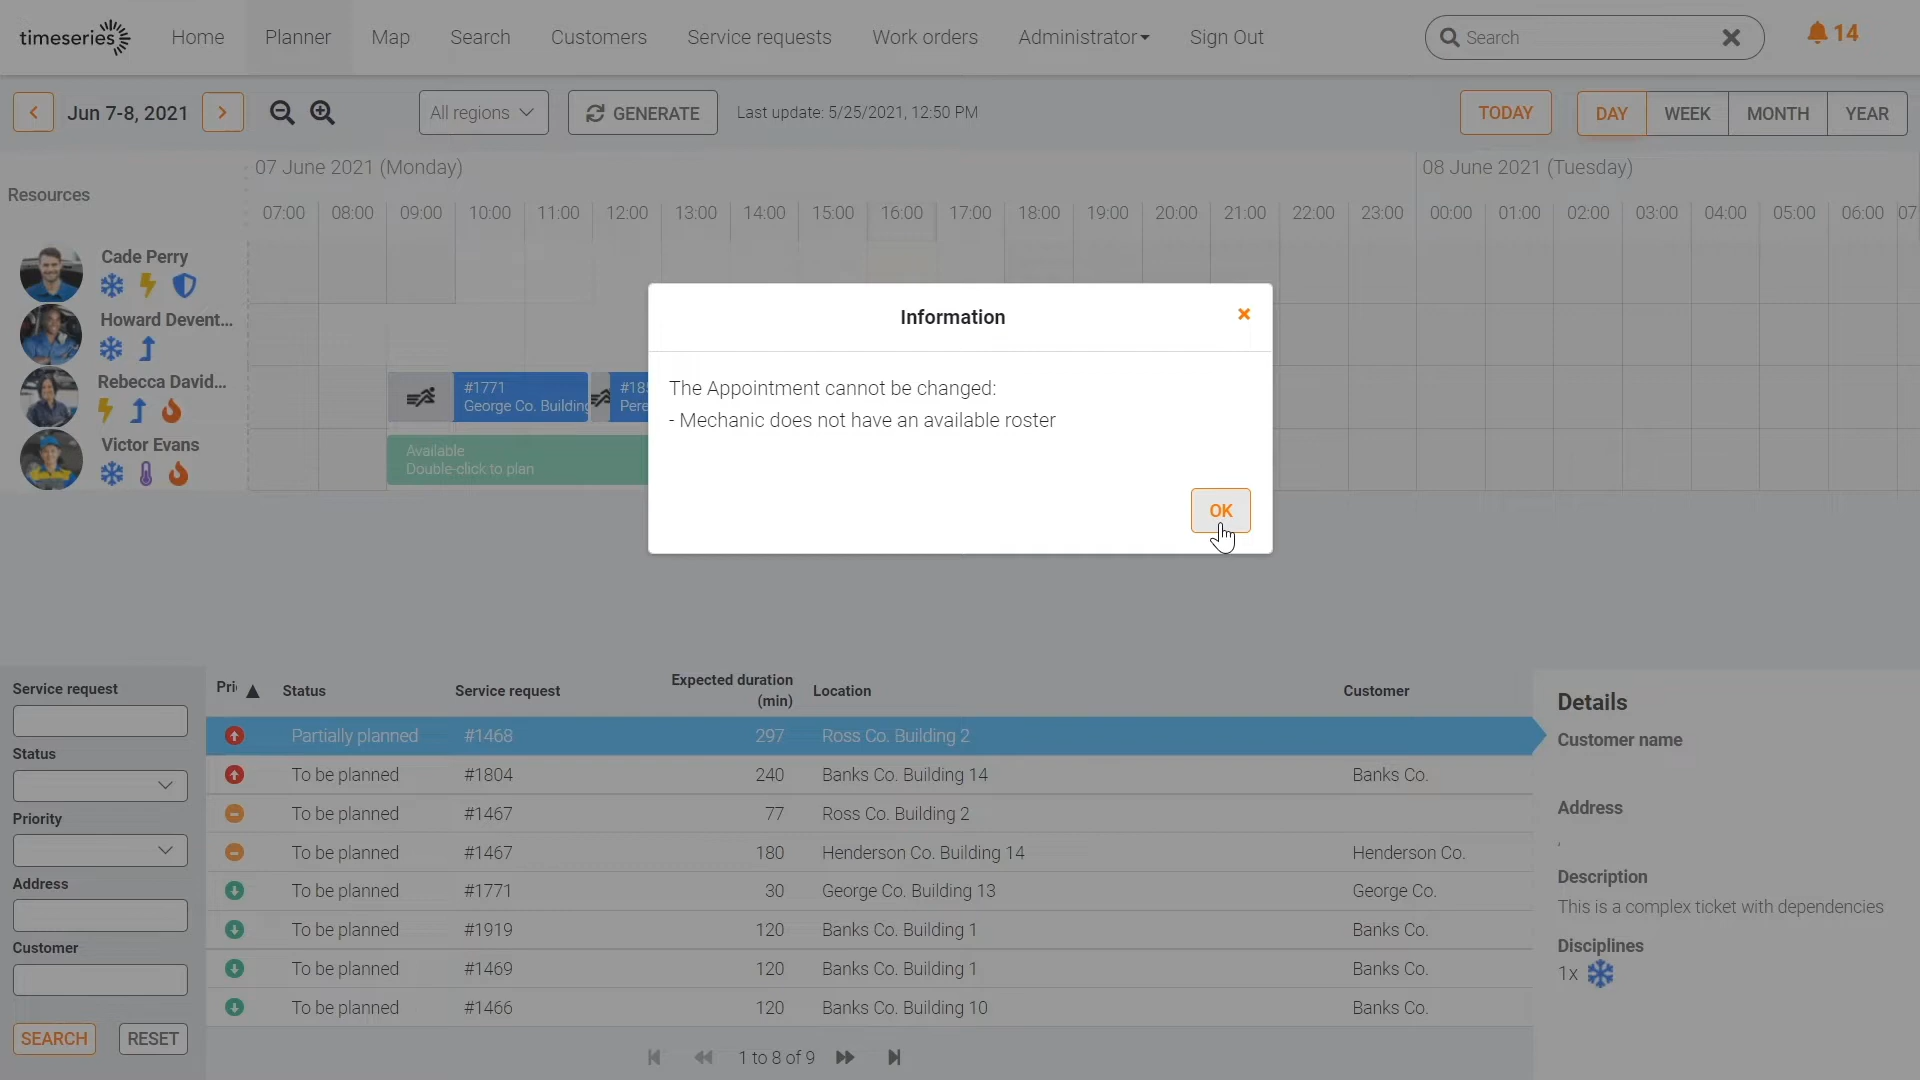 timeseries
Home
Planner
Map
Search
Customers
Service requests
Work orders
Administrator
Sign Out
Search
14
Jun 7-8, 2021
All regions
GENERATE
Last update: 5/25/2021, 12:50 PM
TODAY
DAY
WEEK
MONTH
YEAR
Resources
07 June 2021 (Monday)
08 June 2021 (Tuesday)
07:00 08:00 09:00 10:00 11:00 12:00 13:00 14:00 15:00 16:00 17:00 18:00 19:00 20:00 21:00 22:00 23:00 00:00 01:00 02:00 03:00 04:00 05:00 06:00 07
Cade Perry
Howard Devent...
Rebecca David...
#1771
George Co. Building
#185
Pere
Victor Evans
Available
Double-click to plan
Information
The Appointment cannot be changed:
- Mechanic does not have an available roster
OK
Service request
Status
Priority
Address
Customer
SEARCH
RESET
Pri Status Service request Expected duration (min) Location Customer
Partially planned #1468 297 Ross Co. Building 2
To be planned #1804 240 Banks Co. Building 14 Banks Co.
To be planned #1467 77 Ross Co. Building 2
To be planned #1467 180 Henderson Co. Building 14 Henderson Co.
To be planned #1771 30 George Co. Building 13 George Co.
To be planned #1919 120 Banks Co. Building 1 Banks Co.
To be planned #1469 120 Banks Co. Building 1 Banks Co.
To be planned #1466 120 Banks Co. Building 10 Banks Co.
1 to 8 of 9
Details
Customer name
Address
,
Description
This is a complex ticket with dependencies
Disciplines
1x